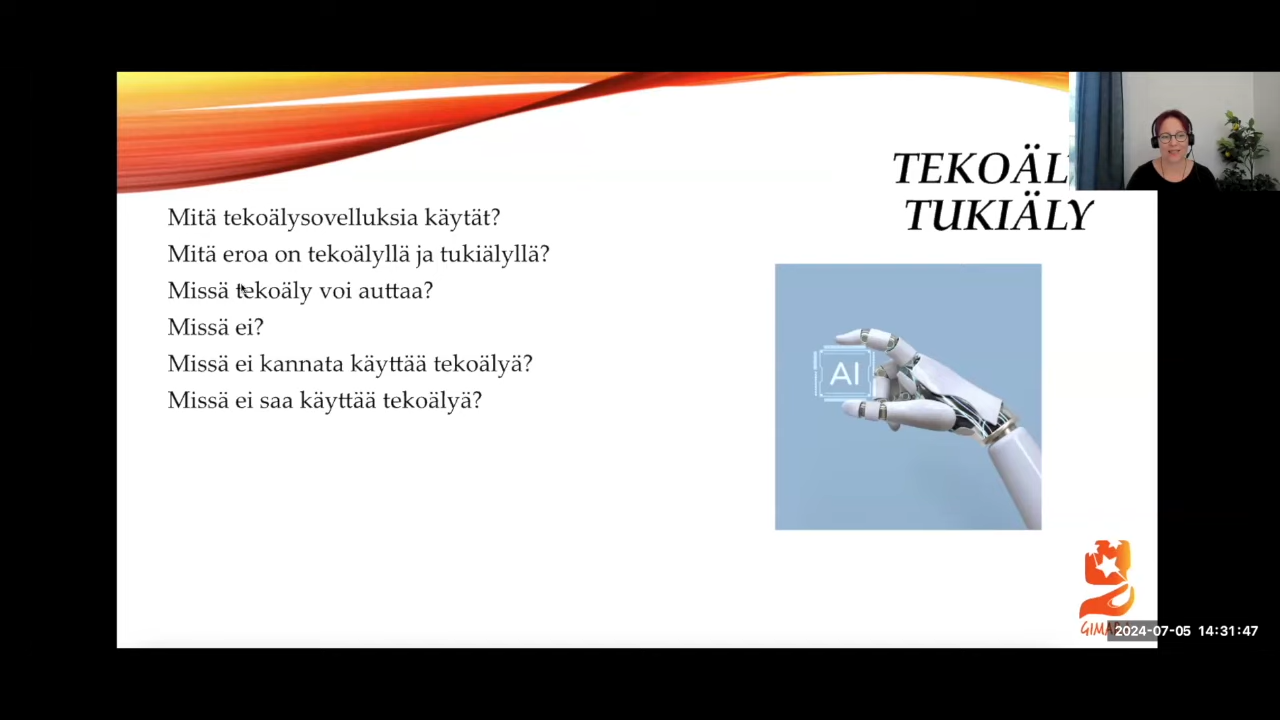 TEKOÄL
TUKIÄLY
Mitä tekoälysovelluksia käytät?
Mitä eroa on tekoälyllä ja tukiälyllä?
Missä tekoäly voi auttaa?
Missä ei?
Missä ei kannata käyttää tekoälyä?
Missä ei saa käyttää tekoälyä?
AI
2024-07-05 14:31:47